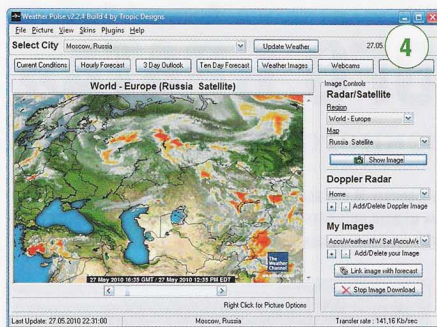 Weather Pulse v2.2.4 Build 4 by Tropic Designs
File Picture View Skins Plugins Help
Select City Moscow, Russia Update Weather 27.05.
4
Current Conditions Hourly Forecast 3 Day Outlook Ten Day Forecast Weather Images Webcams
World - Europe (Russia Satellite)
Image Controls
Radar/Satellite
Region
World - Europe
Map
Russia Satellite
Show Image
Doppler Radar
Home
+ - Add/Delete Doppler Image
My Images
AccuWeather NW Sat (AccuWe
+ - Add/Delete your Image
Link image with forecast
Stop Image Download
The Weather Channel
27 May 2010 16:35 GMT / 27 May 2010 12:35 PM EDT
Right Click for Picture Options
Last Update: 27.05.2010 22:31:00 Moscow, Russia Transfer rate : 141,16 Kb/sec